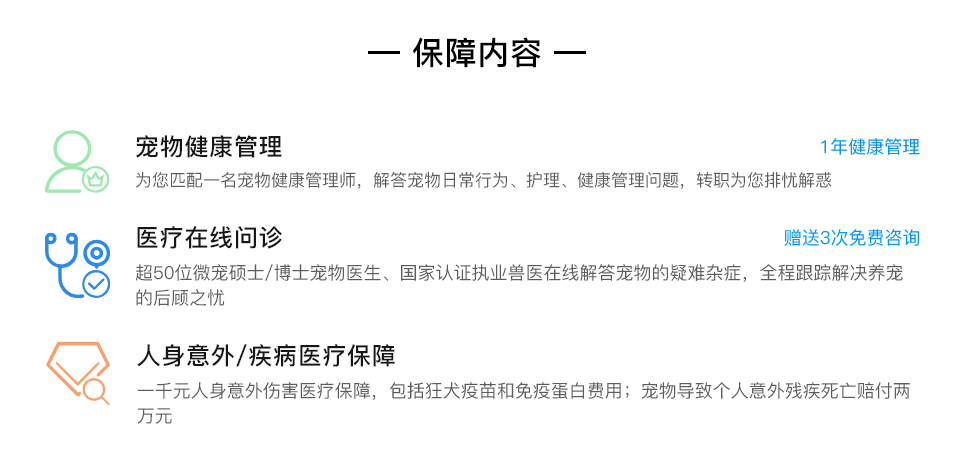 — 保障内容 —
宠物健康管理
1年健康管理
为您匹配一名宠物健康管理师，解答宠物日常行为、护理、健康管理问题，转职为您排忧解惑
医疗在线问诊
赠送3次免费咨询
超50位微宠硕士/博士宠物医生、国家认证执业兽医在线解答宠物的疑难杂症，全程跟踪解决养宠
的后顾之忧
人身意外/疾病医疗保障
一千元人身意外伤害医疗保障，包括狂犬疫苗和免疫蛋白费用；宠物导致个人意外残疾死亡赔付两
万元